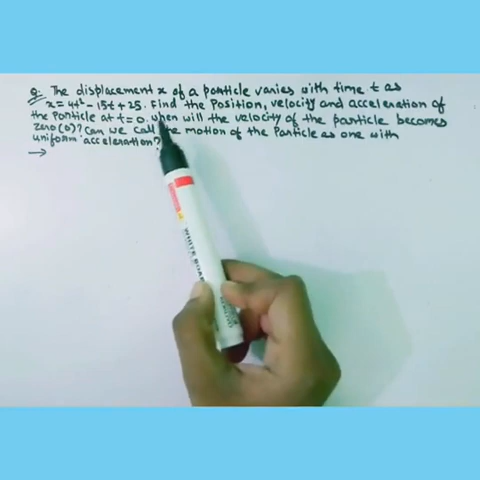 Q:- The displacement x of a particle varies with time t as
x = 4t² - 15t + 25. Find the Position, velocity and acceleration of
the Particle at t = 0. When will the velocity of the particle becomes
zero (0)? Can we call the motion of the Particle as one with
uniform acceleration?
→
WHITE BOARD